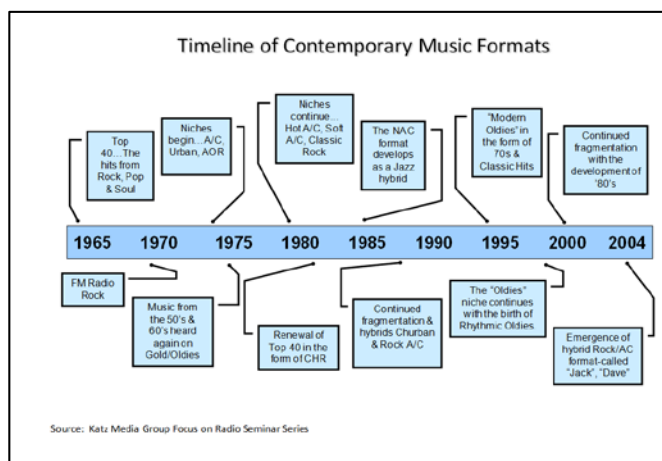 Timeline of Contemporary Music Formats
Top
40...The
hits from
Rock, Pop
& Soul
Niches
begin...A/C,
Urban, AOR
Niches
continue...
Hot A/C, Soft
A/C, Classic
Rock
The NAC
format
develops
as a Jazz
hybrid
"Modern
Oldies" in the
form of
70s &
Classic Hits
Continued
fragmentation
with the
development of
'80's
1965 1970 1975 1980 1985 1990 1995 2000 2004
FM Radio
Rock
Music from
the 50's &
60's heard
again on
Gold/Oldies
Renewal of
Top 40 in the
form of CHR
Continued
fragmentation &
hybrids Churban
& Rock A/C
The "Oldies"
niche continues
with the birth of
Rhythmic Oldies
Emergence of
hybrid Rock/AC
format-called
"Jack", "Dave"
Source: Katz Media Group Focus on Radio Seminar Series